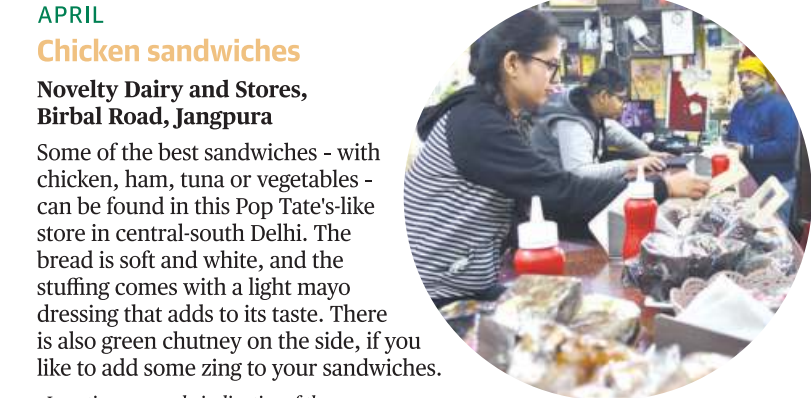 APRIL
Chicken sandwiches
Novelty Dairy and Stores,
Birbal Road, Jangpura
Some of the best sandwiches - with
chicken, ham, tuna or vegetables -
can be found in this Pop Tate's-like
store in central-south Delhi. The
bread is soft and white, and the
stuffing comes with a light mayo
dressing that adds to its taste. There
is also green chutney on the side, if you
like to add some zing to your sandwiches.